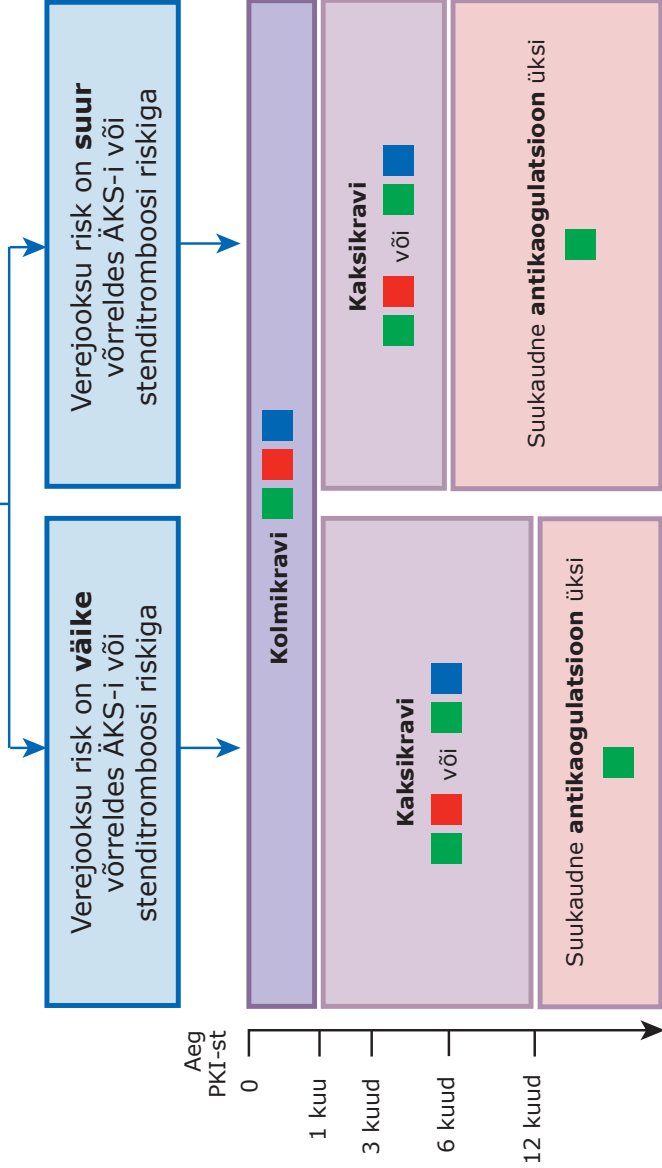 Verejooksu risk on väike
võrreldes ÄKS-i või
stenditromboosi riskiga
Verejooksu risk on suur
võrreldes ÄKS-i või
stenditromboosi riskiga
Aeg
PKI-st
0
1 kuu
3 kuud
6 kuud
12 kuud
Kolmikravi
Kaksikravi
või
Kaksikravi
või
Suukaudne antikaogulatsioon üksi
Suukaudne antikaogulatsioon üksi